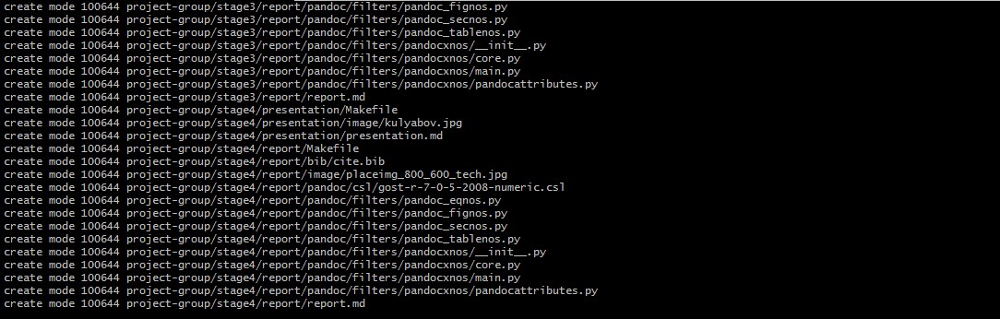 create mode 100644 project-group/stage3/report/pandoc/filters/pandoc_fignos.py
create mode 100644 project-group/stage3/report/pandoc/filters/pandoc_secnos.py
create mode 100644 project-group/stage3/report/pandoc/filters/pandoc_tablenos.py
create mode 100644 project-group/stage3/report/pandoc/filters/pandocxnos/__init__.py
create mode 100644 project-group/stage3/report/pandoc/filters/pandocxnos/core.py
create mode 100644 project-group/stage3/report/pandoc/filters/pandocxnos/main.py
create mode 100644 project-group/stage3/report/pandoc/filters/pandocxnos/pandocattributes.py
create mode 100644 project-group/stage3/report/report.md
create mode 100644 project-group/stage4/presentation/Makefile
create mode 100644 project-group/stage4/presentation/image/kulyabov.jpg
create mode 100644 project-group/stage4/presentation/presentation.md
create mode 100644 project-group/stage4/report/Makefile
create mode 100644 project-group/stage4/report/bib/cite.bib
create mode 100644 project-group/stage4/report/image/placeimg_800_600_tech.jpg
create mode 100644 project-group/stage4/report/pandoc/csl/gost-r-7-0-5-2008-numeric.csl
create mode 100644 project-group/stage4/report/pandoc/filters/pandoc_eqnos.py
create mode 100644 project-group/stage4/report/pandoc/filters/pandoc_fignos.py
create mode 100644 project-group/stage4/report/pandoc/filters/pandoc_secnos.py
create mode 100644 project-group/stage4/report/pandoc/filters/pandoc_tablenos.py
create mode 100644 project-group/stage4/report/pandoc/filters/pandocxnos/__init__.py
create mode 100644 project-group/stage4/report/pandoc/filters/pandocxnos/core.py
create mode 100644 project-group/stage4/report/pandoc/filters/pandocxnos/main.py
create mode 100644 project-group/stage4/report/pandoc/filters/pandocxnos/pandocattributes.py
create mode 100644 project-group/stage4/report/report.md